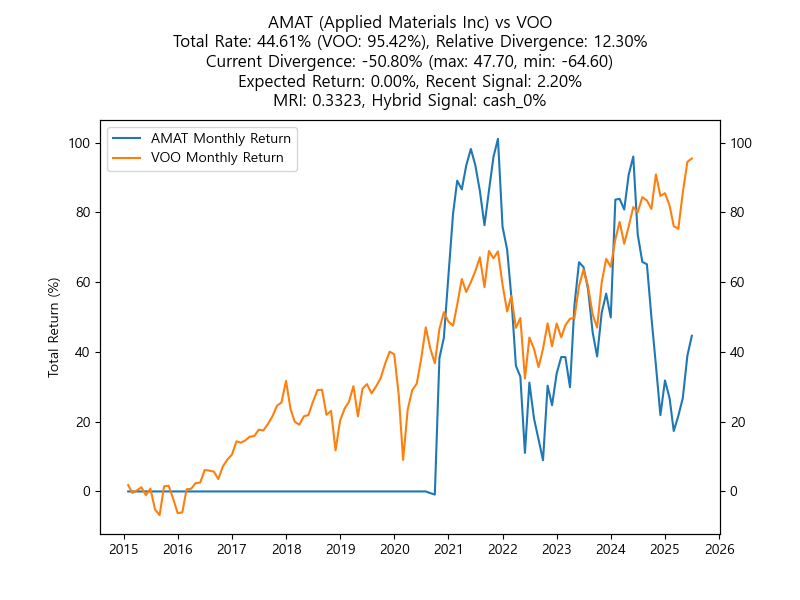 AMAT (Applied Materials Inc) vs VOO
Total Rate: 44.61% (VOO: 95.42%), Relative Divergence: 12.30%
Current Divergence: -50.80% (max: 47.70, min: -64.60)
Expected Return: 0.00%, Recent Signal: 2.20%
MRI: 0.3323, Hybrid Signal: cash_0%
AMAT Monthly Return
VOO Monthly Return
Total Return (%)
100
80
60
40
20
0
100
80
60
40
20
0
2015 2016 2017 2018 2019 2020 2021 2022 2023 2024 2025 2026